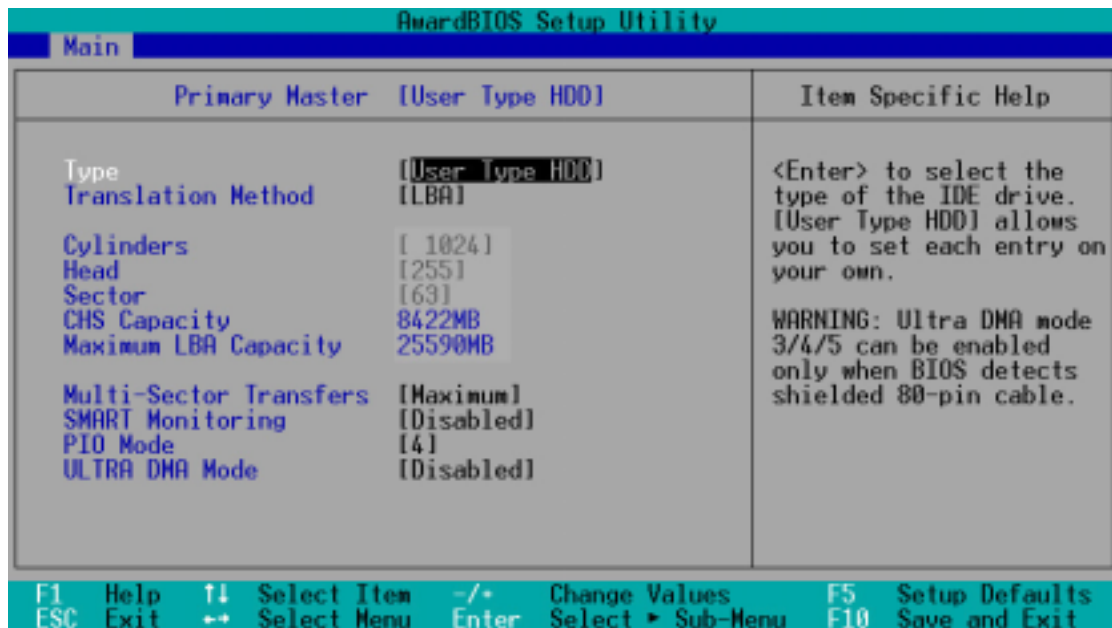 AwardBIOS Setup Utility
Main
Primary Master [User Type HDD]
Item Specific Help
Type [User Type HDD]
Translation Method [LBA]
Cylinders [ 1024]
Head [255]
Sector [63]
CHS Capacity 8422MB
Maximum LBA Capacity 25590MB
Multi-Sector Transfers [Maximum]
SMART Monitoring [Disabled]
PIO Mode [4]
ULTRA DMA Mode [Disabled]
<Enter> to select the
type of the IDE drive.
[User Type HDD] allows
you to set each entry on
your own.
WARNING: Ultra DMA mode
3/4/5 can be enabled
only when BIOS detects
shielded 80-pin cable.
F1 Help ↑↓ Select Item -/+ Change Values F5 Setup Defaults
ESC Exit ←→ Select Menu Enter Select ► Sub-Menu F10 Save and Exit